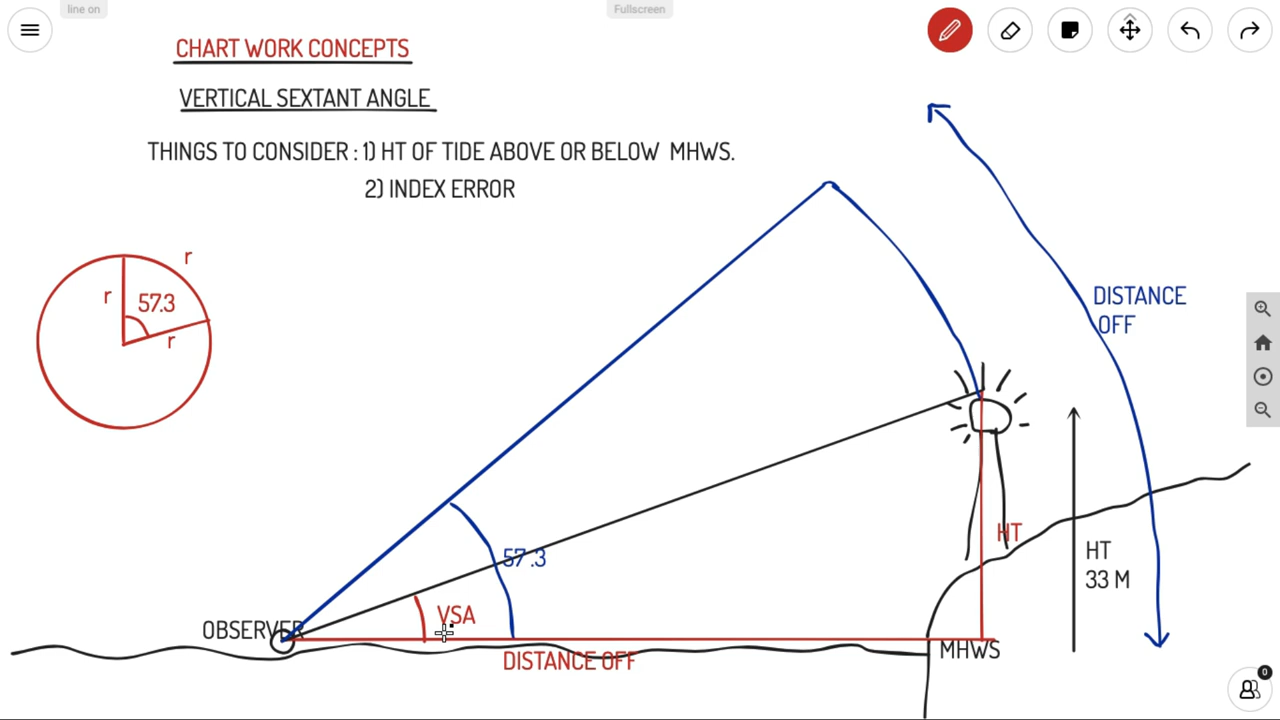 line on
Fullscreen
CHART WORK CONCEPTS
VERTICAL SEXTANT ANGLE
THINGS TO CONSIDER : 1) HT OF TIDE ABOVE OR BELOW MHWS.
2) INDEX ERROR
r
r
57.3
r
DISTANCE
OFF
HT
HT
33 M
57.3
VSA
OBSERVER
DISTANCE OFF
MHWS
0